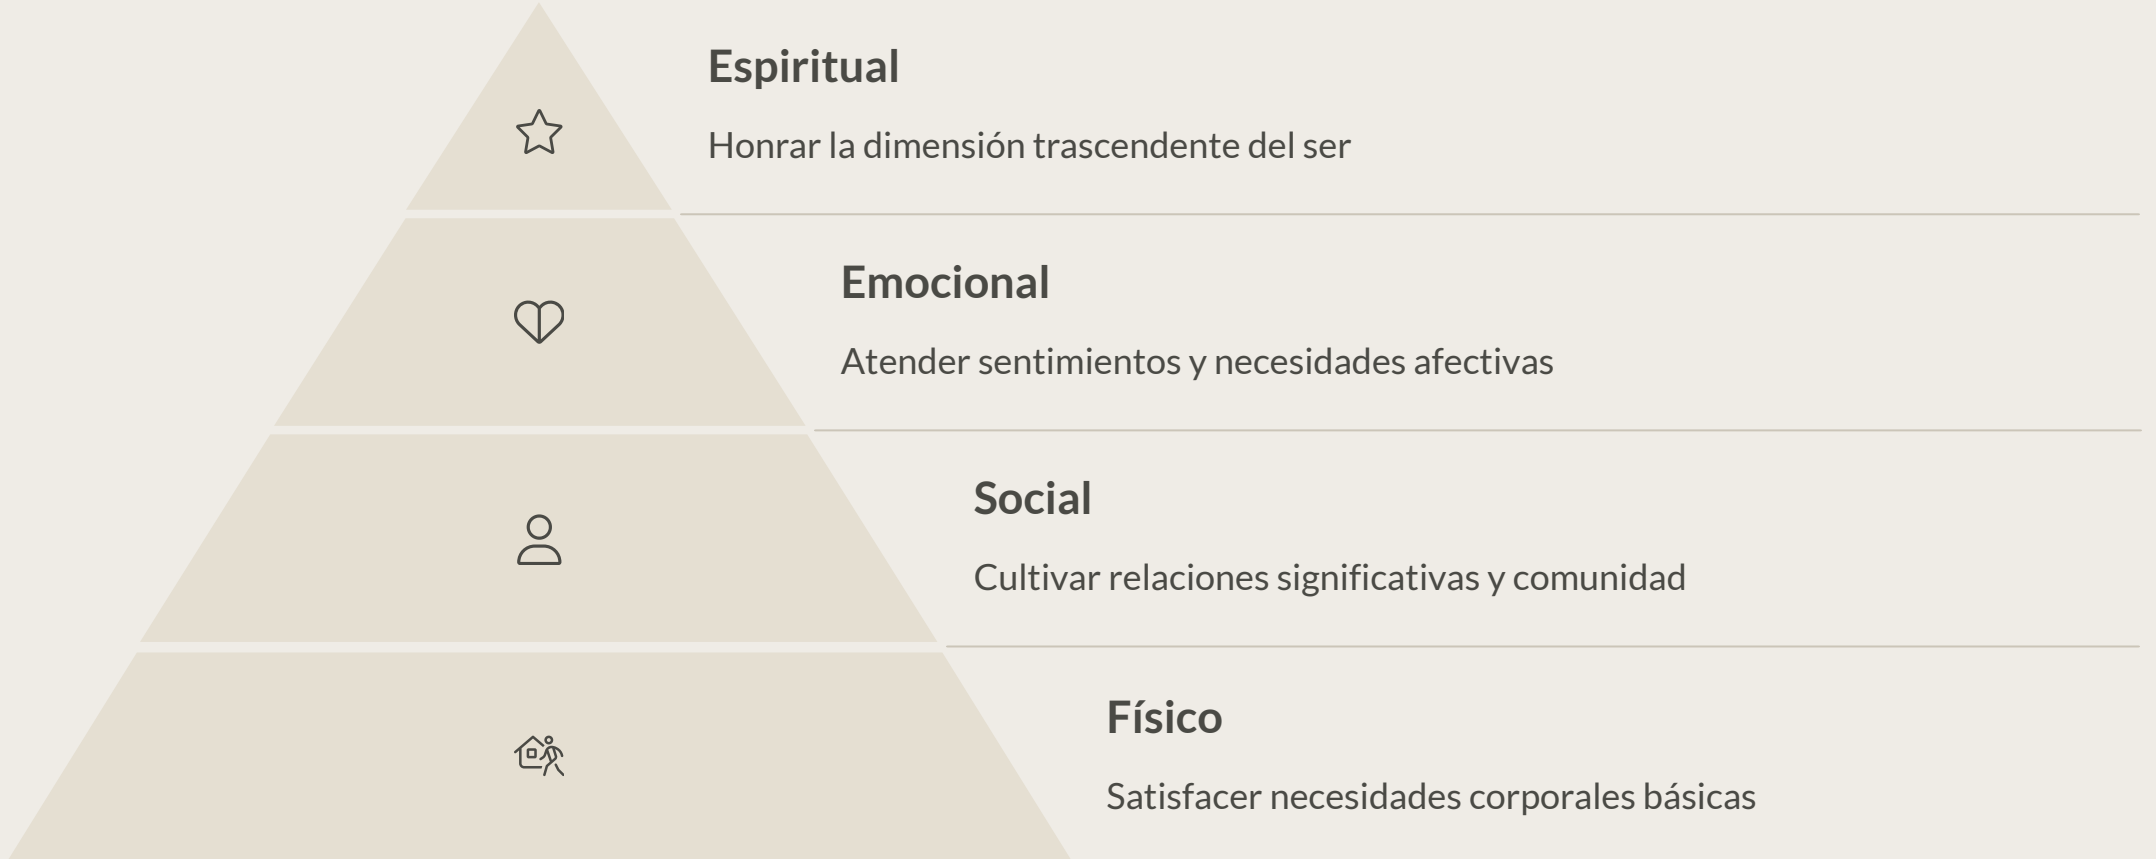 Espiritual
Honrar la dimensión trascendente del ser
Emocional
Atender sentimientos y necesidades afectivas
Social
Cultivar relaciones significativas y comunidad
Físico
Satisfacer necesidades corporales básicas